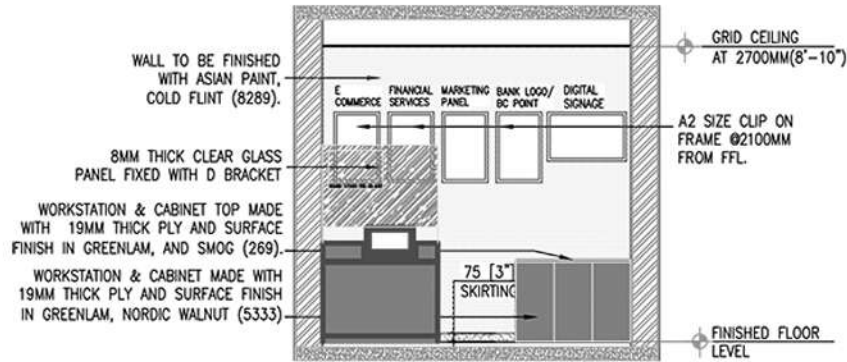 GRID CEILING
AT 2700MM(8'-10")
WALL TO BE FINISHED
WITH ASIAN PAINT,
COLD FLINT (8289).
E
COMMERCE
FINANCIAL
SERVICES
MARKETING
PANEL
BANK LOGO/
BC POINT
DIGITAL
SIGNAGE
A2 SIZE CLIP ON
FRAME @2100MM
FROM FFL.
8MM THICK CLEAR GLASS
PANEL FIXED WITH D BRACKET
WORKSTATION & CABINET TOP MADE
WITH 19MM THICK PLY AND SURFACE
FINISH IN GREENLAM, AND SMOG (269).
WORKSTATION & CABINET MADE WITH
19MM THICK PLY AND SURFACE FINISH
IN GREENLAM, NORDIC WALNUT (5333)
75 [3"]
SKIRTING
FINISHED FLOOR
LEVEL